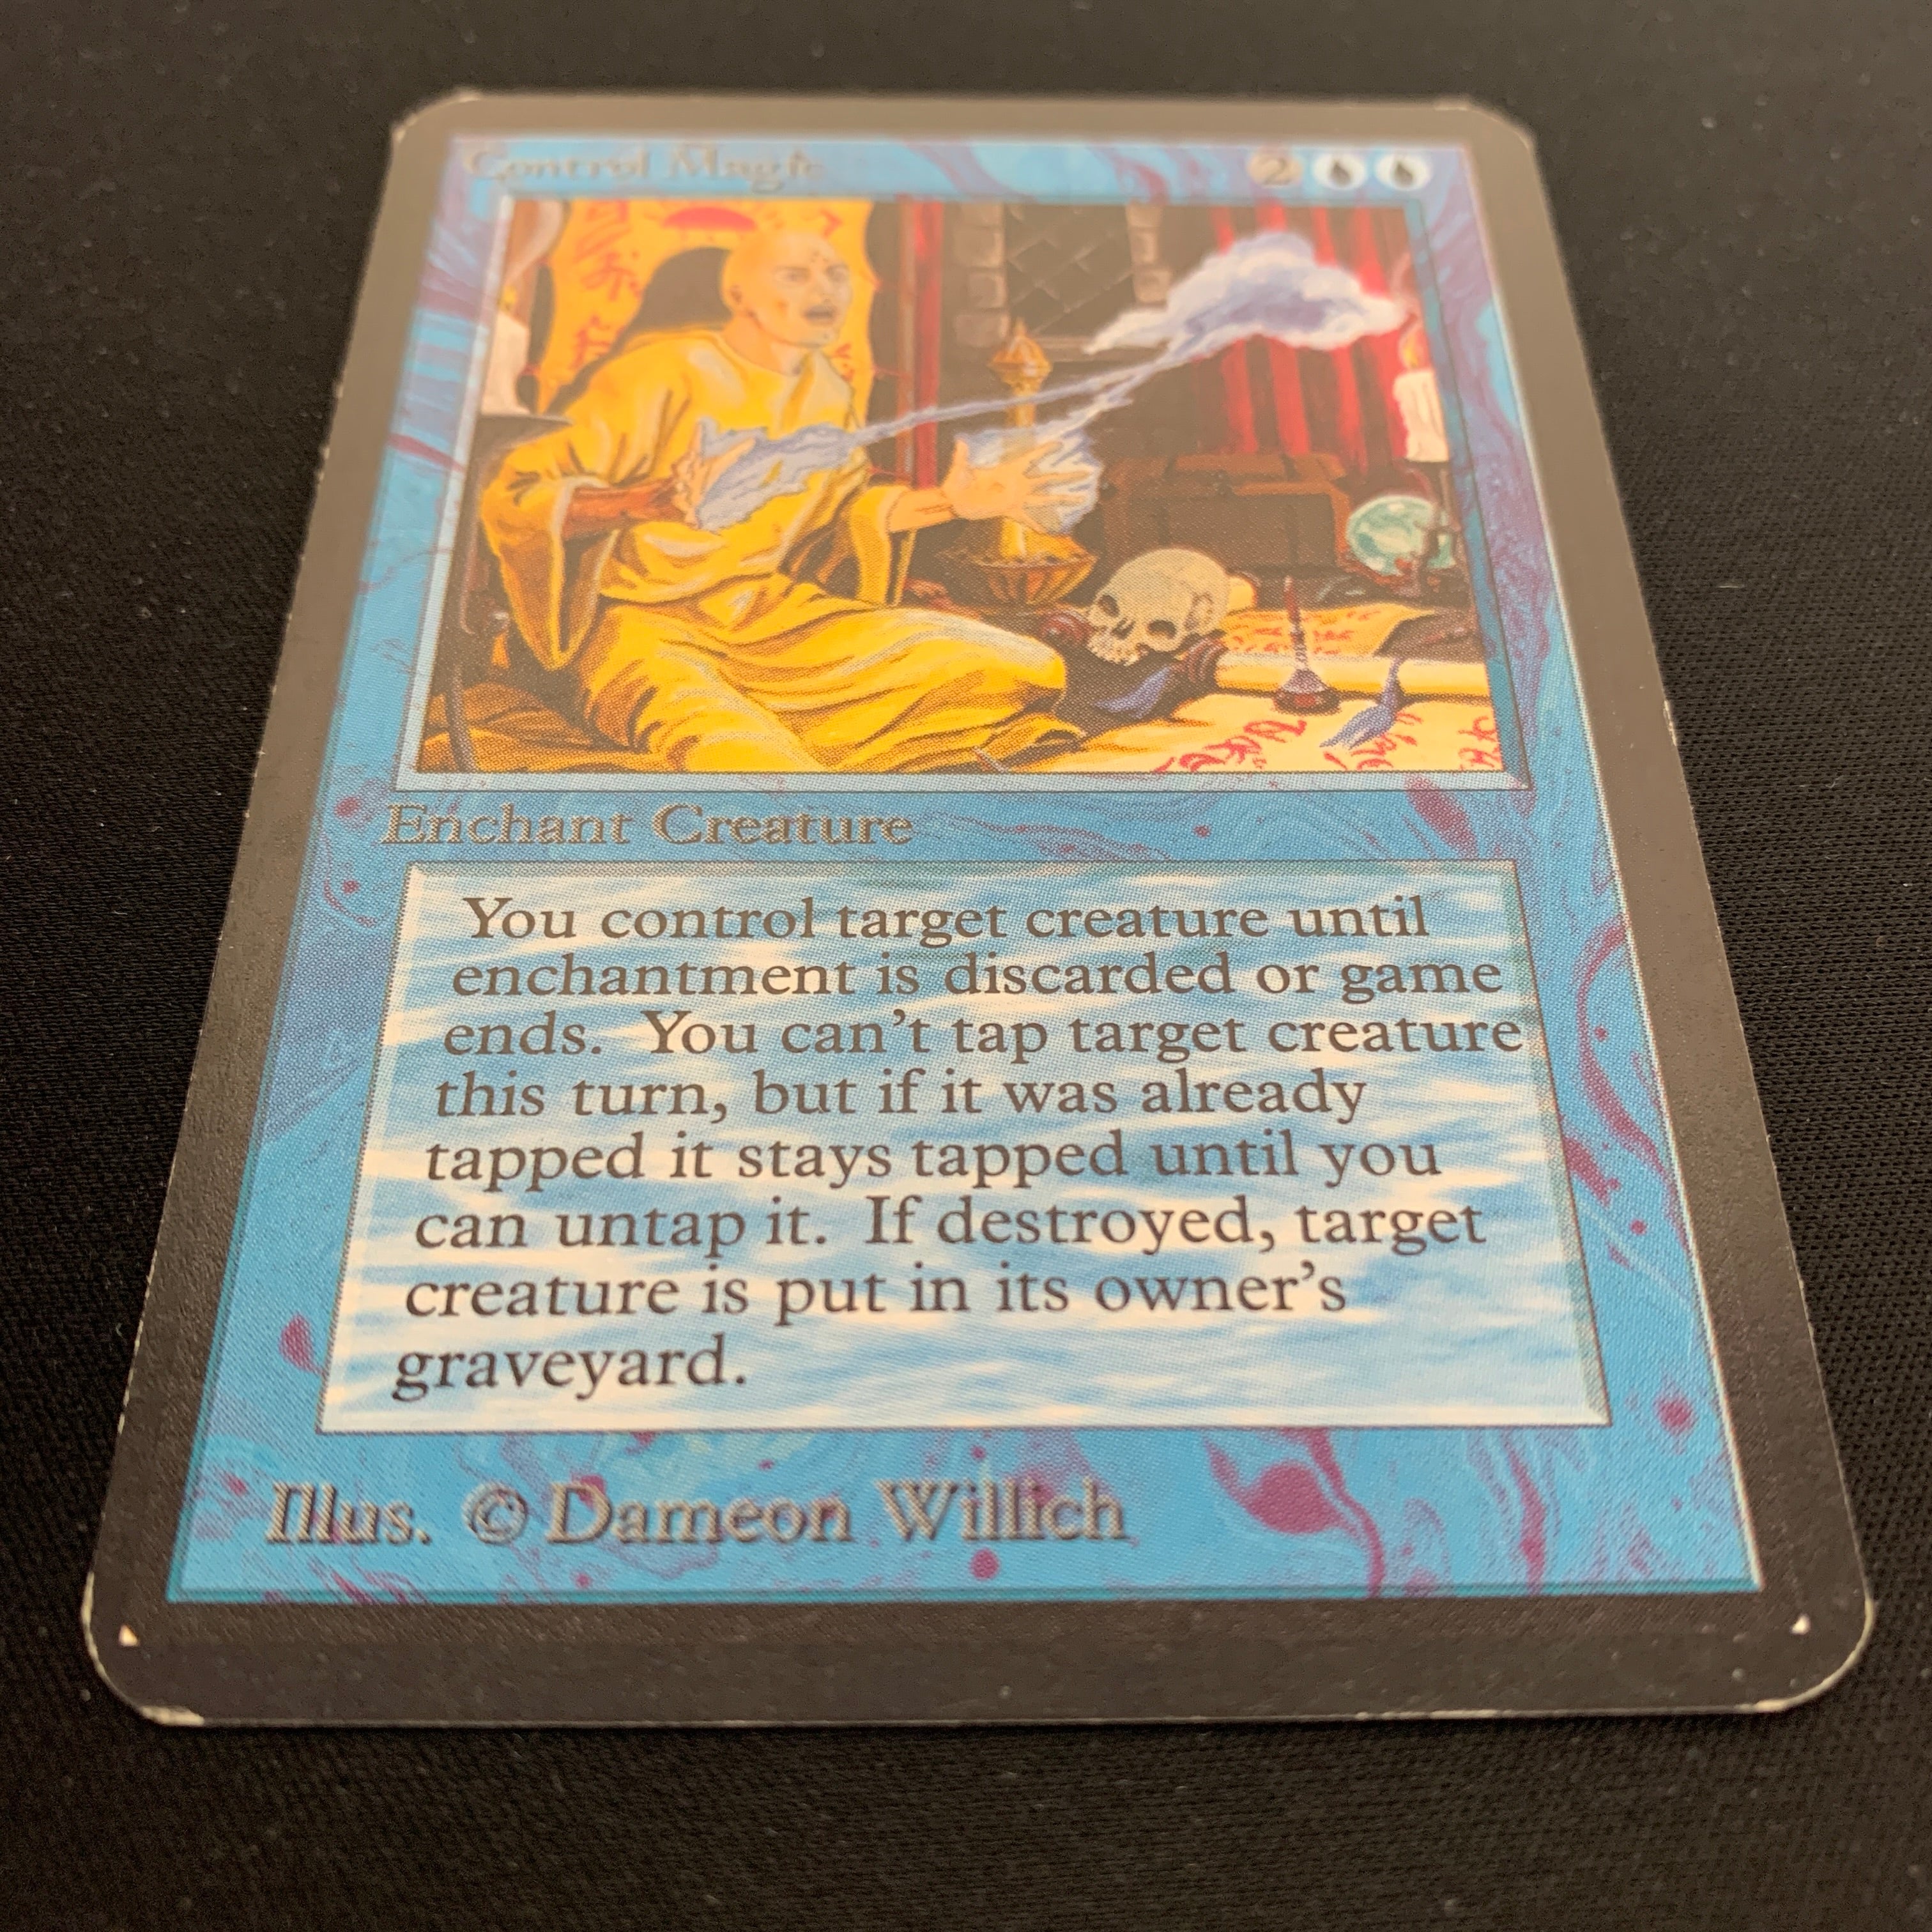 Control Magic 2
Enchant Creature
You control target creature until
enchantment is discarded or game
ends. You can't tap target creature
this turn, but if it was already
tapped it stays tapped until you
can untap it. If destroyed, target
creature is put in its owner's
graveyard.
Illus. © Dameon Willich